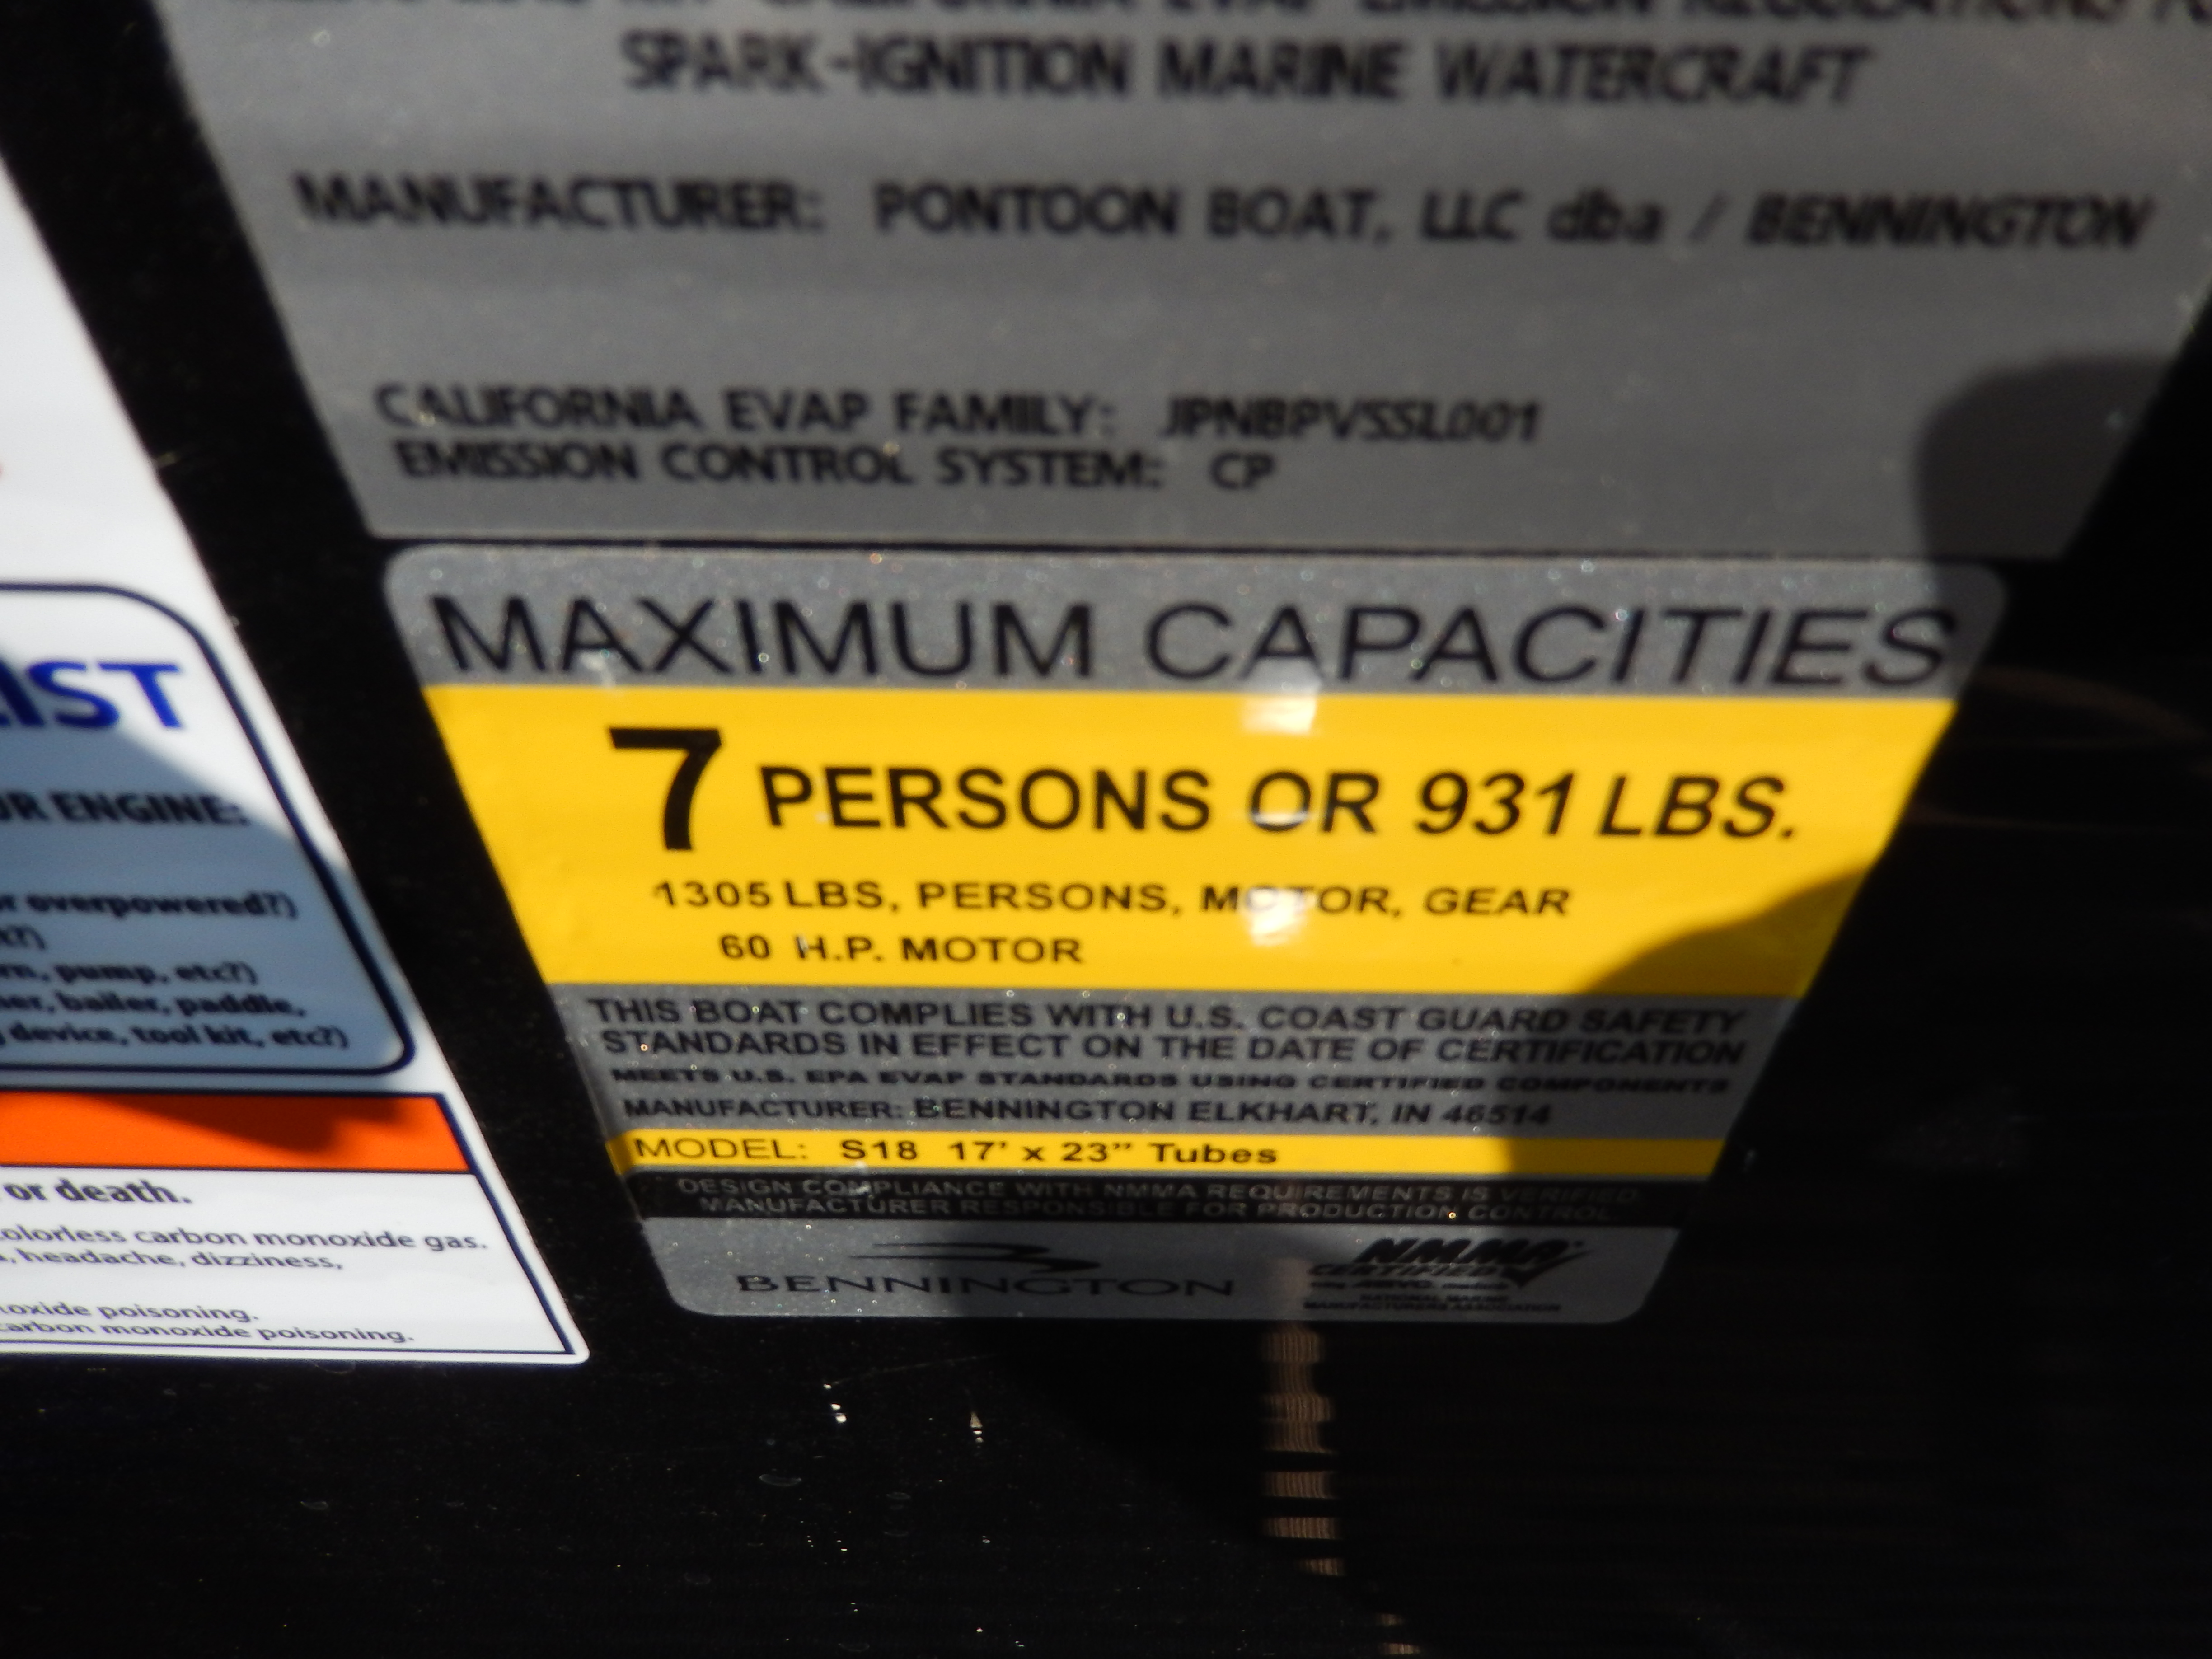 SPARK-IGNITION MARINE WATERCRAFT
MANUFACTURER: PONTOON BOAT, LLC dba / BENNINGTON
CALIFORNIA EVAP FAMILY: JPNBPVSSL001
EMISSION CONTROL SYSTEM: CP
MAXIMUM CAPACITIES
7 PERSONS OR 931 LBS.
1305 LBS, PERSONS, MOTOR, GEAR
60 H.P. MOTOR
THIS BOAT COMPLIES WITH U.S. COAST GUARD SAFETY
STANDARDS IN EFFECT ON THE DATE OF CERTIFICATION
MEETS U.S. EPA EVAP STANDARDS USING CERTIFIED COMPONENTS
MANUFACTURER: BENNINGTON ELKHART, IN 46514
MODEL: S18 17' x 23" Tubes
DESIGN COMPLIANCE WITH NMMA REQUIREMENTS IS VERIFIED.
MANUFACTURER RESPONSIBLE FOR PRODUCTION CONTROL.
BENNINGTON
NMMA
CERTIFIED
NATIONAL MARINE
MANUFACTURERS ASSOCIATION
IST
ENGINE:
overpowered?)
pump, etc?)
bailer, paddle,
device, tool kit, etc?)
or death.
colorless carbon monoxide gas.
headache, dizziness,
poisoning.
carbon monoxide poisoning.